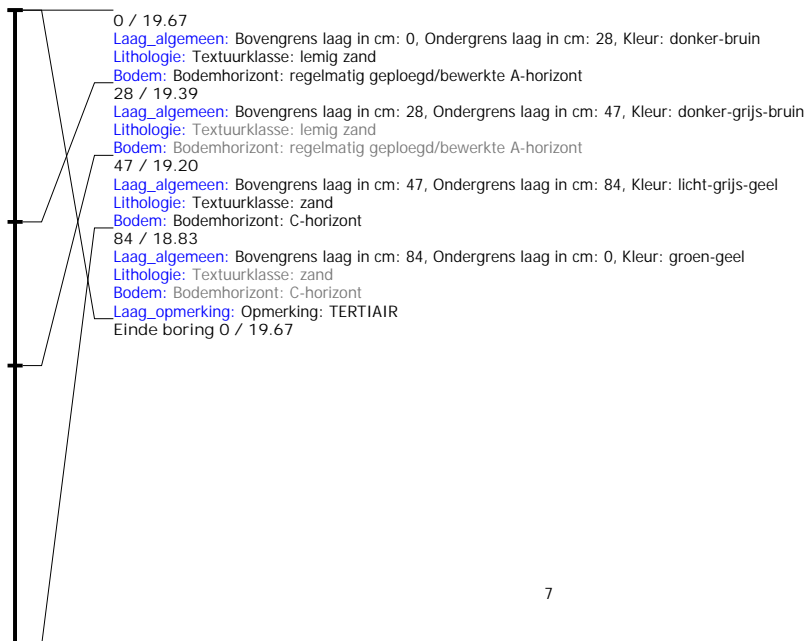 0 / 19.67
Laag_algemeen: Bovengrens laag in cm: 0, Ondergrens laag in cm: 28, Kleur: donker-bruin
Lithologie: Textuurklasse: lemig zand
Bodem: Bodemhorizont: regelmatig geploegd/bewerkte A-horizont
28 / 19.39
Laag_algemeen: Bovengrens laag in cm: 28, Ondergrens laag in cm: 47, Kleur: donker-grijs-bruin
Lithologie: Textuurklasse: lemig zand
Bodem: Bodemhorizont: regelmatig geploegd/bewerkte A-horizont
47 / 19.20
Laag_algemeen: Bovengrens laag in cm: 47, Ondergrens laag in cm: 84, Kleur: licht-grijs-geel
Lithologie: Textuurklasse: zand
Bodem: Bodemhorizont: C-horizont
84 / 18.83
Laag_algemeen: Bovengrens laag in cm: 84, Ondergrens laag in cm: 0, Kleur: groen-geel
Lithologie: Textuurklasse: zand
Bodem: Bodemhorizont: C-horizont
Laag_opmerking: Opmerking: TERTIAIR
Einde boring 0 / 19.67
7